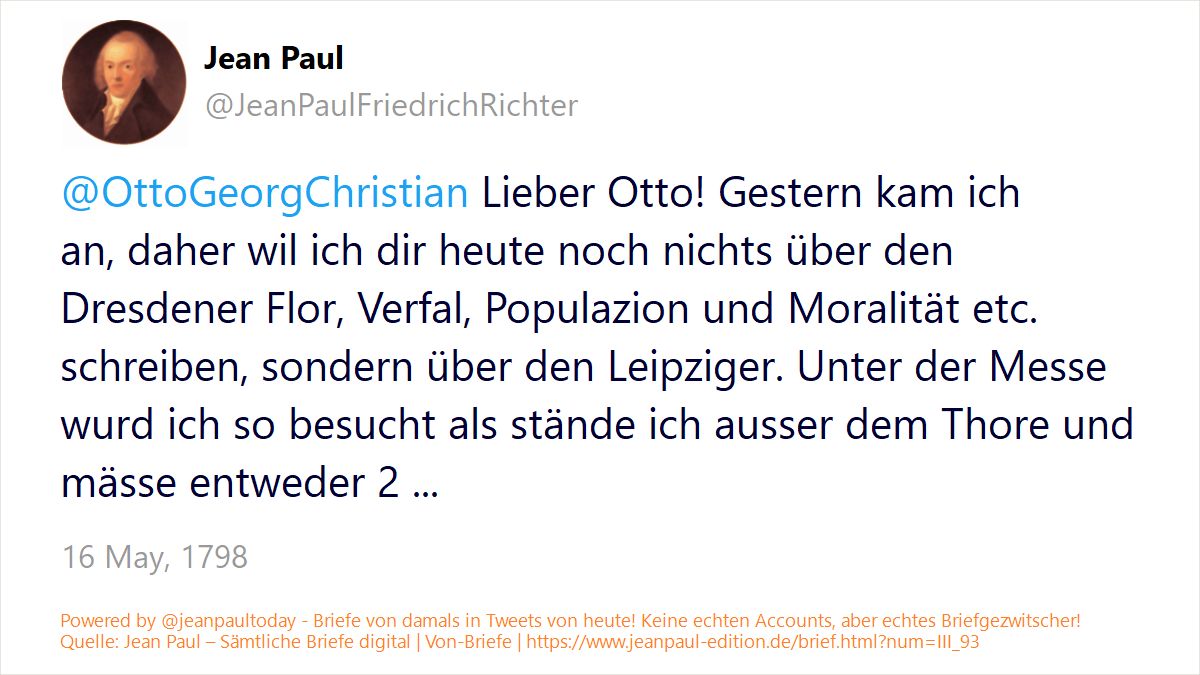 Jean Paul
@JeanPaulFriedrichRichter
@OttoGeorgChristian Lieber Otto! Gestern kam ich
an, daher wil ich dir heute noch nichts über den
Dresdener Flor, Verfal, Populazion und Moralität etc.
schreiben, sondern über den Leipziger. Unter der Messe
wurd ich so besucht als stände ich ausser dem Thore und
mässe entweder 2 ...
16 May, 1798
Powered by @jeanpaultoday - Briefe von damals in Tweets von heute! Keine echten Accounts, aber echtes Briefgezwitscher!
Quelle: Jean Paul – Sämtliche Briefe digital | Von-Briefe | https://www.jeanpaul-edition.de/brief.html?num=III_93